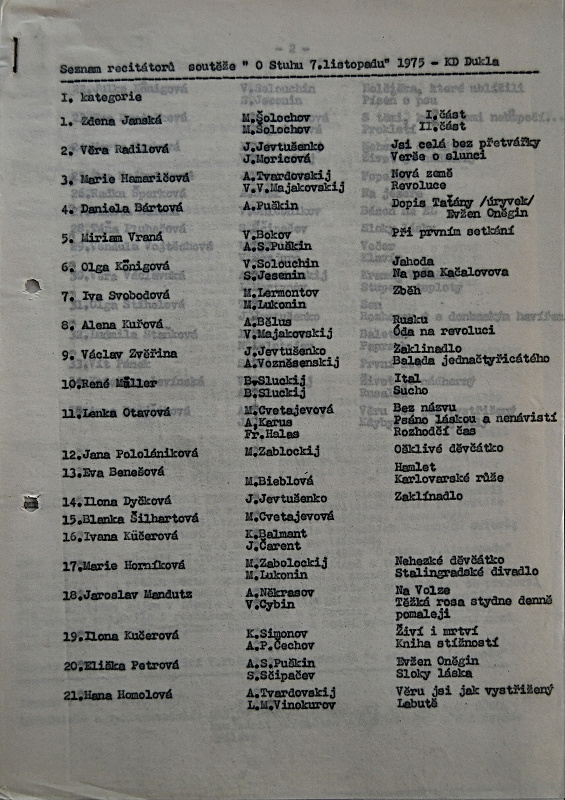 - 2 -
Seznam recitátorů soutěže " O Stuhu 7.listopadu" 1975 - KD Dukla
I. kategorie
1. Zdena Janská M.Šolochov I.část
M.Šolochov II.část
2. Věra Radilová J.Jevtušenko Jsi celá bez přetvářky
J.Moricová Verše o slunci
3. Marie Hamaričová A.Tvardovskij Nová země
V.V.Majakovskij Revoluce
4. Daniela Bártová A.Puškin Dopis Taťány /úryvek/
Evžen Oněgin
5. Miriam Vraná V.Bokov Při prvním setkání
A.S.Puškin
6. Olga Königová V.Solouchin Jahoda
S.Jesenin Na psa Kačalovova
7. Iva Svobodová M.Lermontov Zběh
M.Lukonin
8. Alena Kuřová A.Bělus Rusku
V.Majakovskij Óda na revoluci
9. Václav Zvěřina J.Jevtušenko Zaklínadlo
A.Vozněsenskij Balada jednačtyřicátého
10.René Müller B.Sluckij Ital
B.Sluckij Sucho
11.Lenka Otavová M.Cvetajevová Bez názvu
A.Karus Psáno láskou a nenávistí
Fr.Halas Rozhodčí čas
12.Jana Pololániková M.Zablockij Ošklivé děvčátko
13.Eva Benešová Hamlet
M.Bieblová Karlovarské růže
14.Ilona Dyčková J.Jevtušenko Zaklínadlo
15.Blanka Šilhartová M.Cvetajevová
16.Ivana Kučerová K.Balmant
J.Čarent
17.Marie Horníková M.Zabolockij Nehezké děvčátko
M.Lukonin Stalingradské divadlo
18.Jaroslav Mandutz A.Někrasov Na Volze
V.Cybin Těžká rosa stydne denně
pomaleji
19.Ilona Kučerová K.Simonov Živí i mrtví
A.P.Čechov Kniha stížností
20.Eliška Petrová A.S.Puškin Evžen Oněgin
S.Sčipačev Sloky láska
21.Hana Homolová A.Tvardovskij Věru jsi jak vystřižený
L.M.Vinokurov Labutě